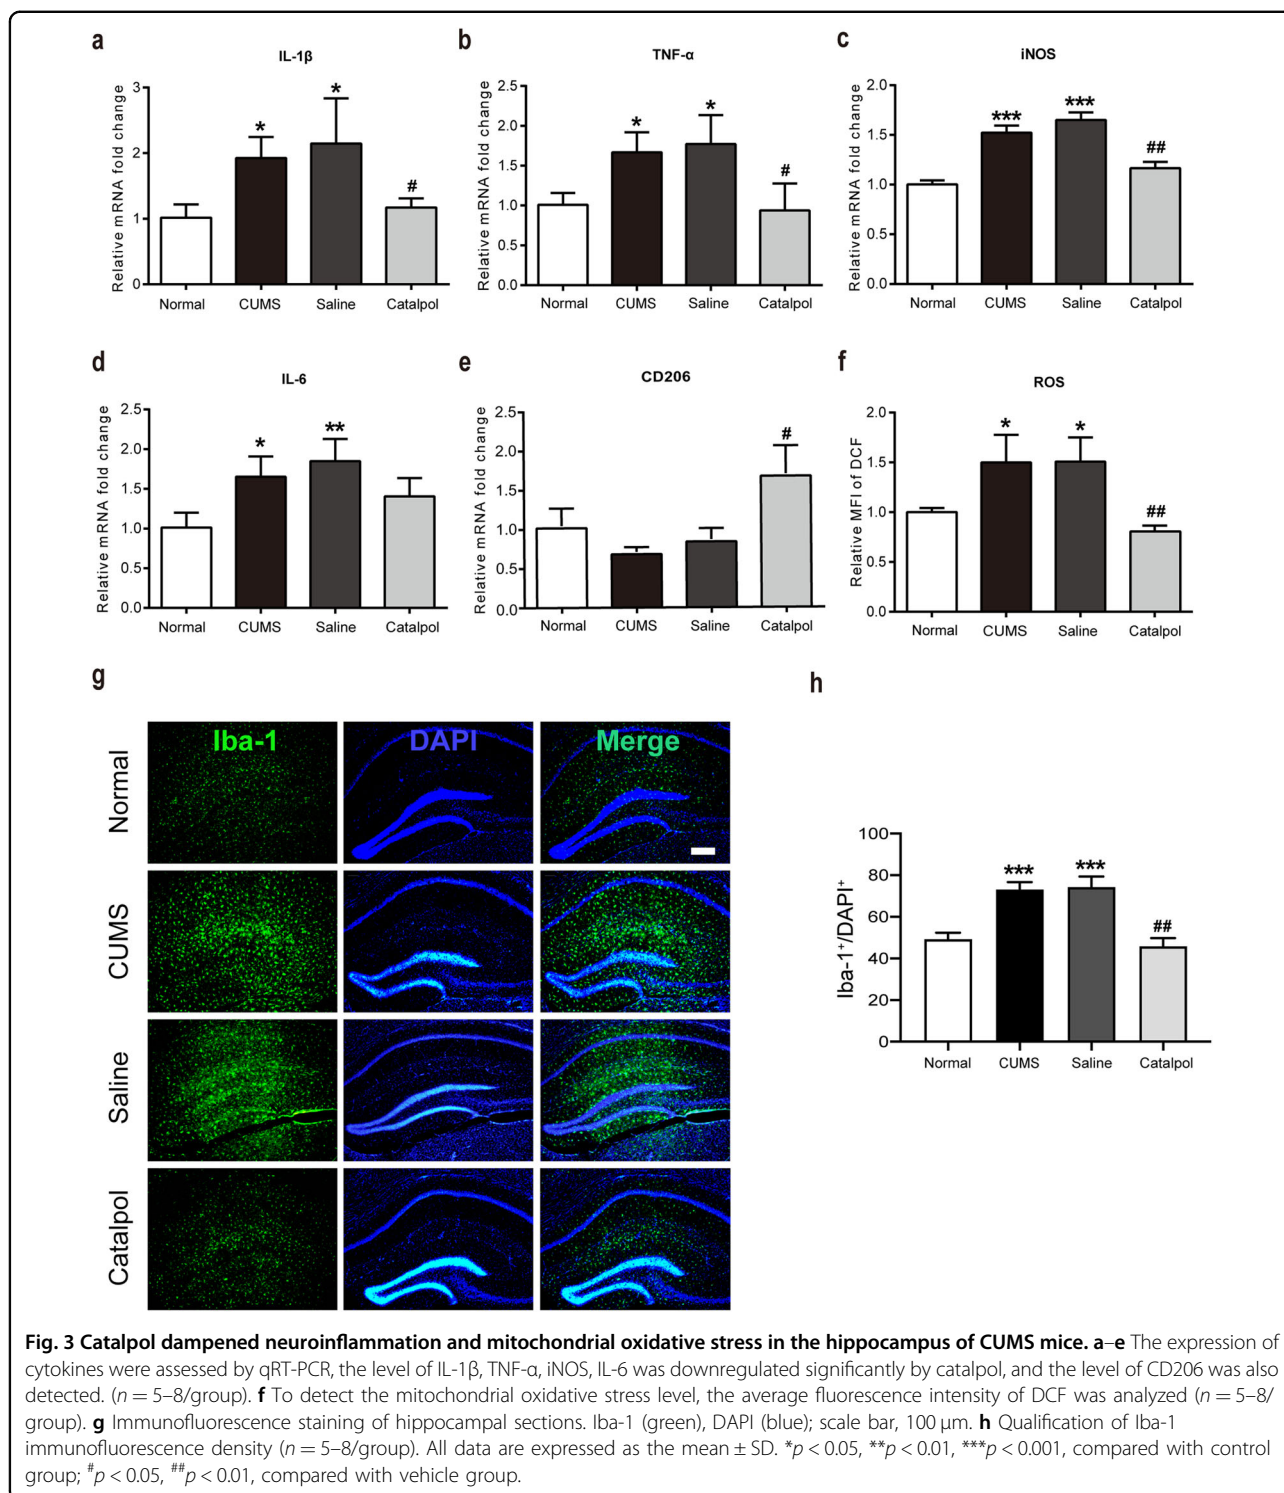 a
IL-1β
Relative mRNA fold change
3
2
1
0
*
*
#
Normal
CUMS
Saline
Catalpol
b
TNF-α
Relative mRNA fold change
2.5
2.0
1.5
1.0
0.5
0.0
*
*
#
Normal
CUMS
Saline
Catalpol
c
iNOS
Relative mRNA fold change
2.0
1.5
1.0
0.5
0.0
***
***
##
Normal
CUMS
Saline
Catalpol
d
IL-6
Relative mRNA fold change
2.5
2.0
1.5
1.0
0.5
0.0
*
**
Normal
CUMS
Saline
Catalpol
e
CD206
Relative mRNA fold change
2.5
2.0
1.5
1.0
0.5
0.0
#
Normal
CUMS
Saline
Catalpol
f
ROS
Relative MFI of DCF
2.0
1.5
1.0
0.5
0.0
*
*
##
Normal
CUMS
Saline
Catalpol
g
Iba-1
DAPI
Merge
Normal
CUMS
Saline
Catalpol
h
Iba-1⁺/DAPI⁺
100
80
60
40
20
0
***
***
##
Normal
CUMS
Saline
Catalpol
Fig. 3 Catalpol dampened neuroinflammation and mitochondrial oxidative stress in the hippocampus of CUMS mice. a–e The expression of
cytokines were assessed by qRT-PCR, the level of IL-1β, TNF-α, iNOS, IL-6 was downregulated significantly by catalpol, and the level of CD206 was also
detected. (n = 5–8/group). f To detect the mitochondrial oxidative stress level, the average fluorescence intensity of DCF was analyzed (n = 5–8/
group). g Immunofluorescence staining of hippocampal sections. Iba-1 (green), DAPI (blue); scale bar, 100 μm. h Qualification of Iba-1
immunofluorescence density (n = 5–8/group). All data are expressed as the mean ± SD. *p < 0.05, **p < 0.01, ***p < 0.001, compared with control
group; #p < 0.05, ##p < 0.01, compared with vehicle group.